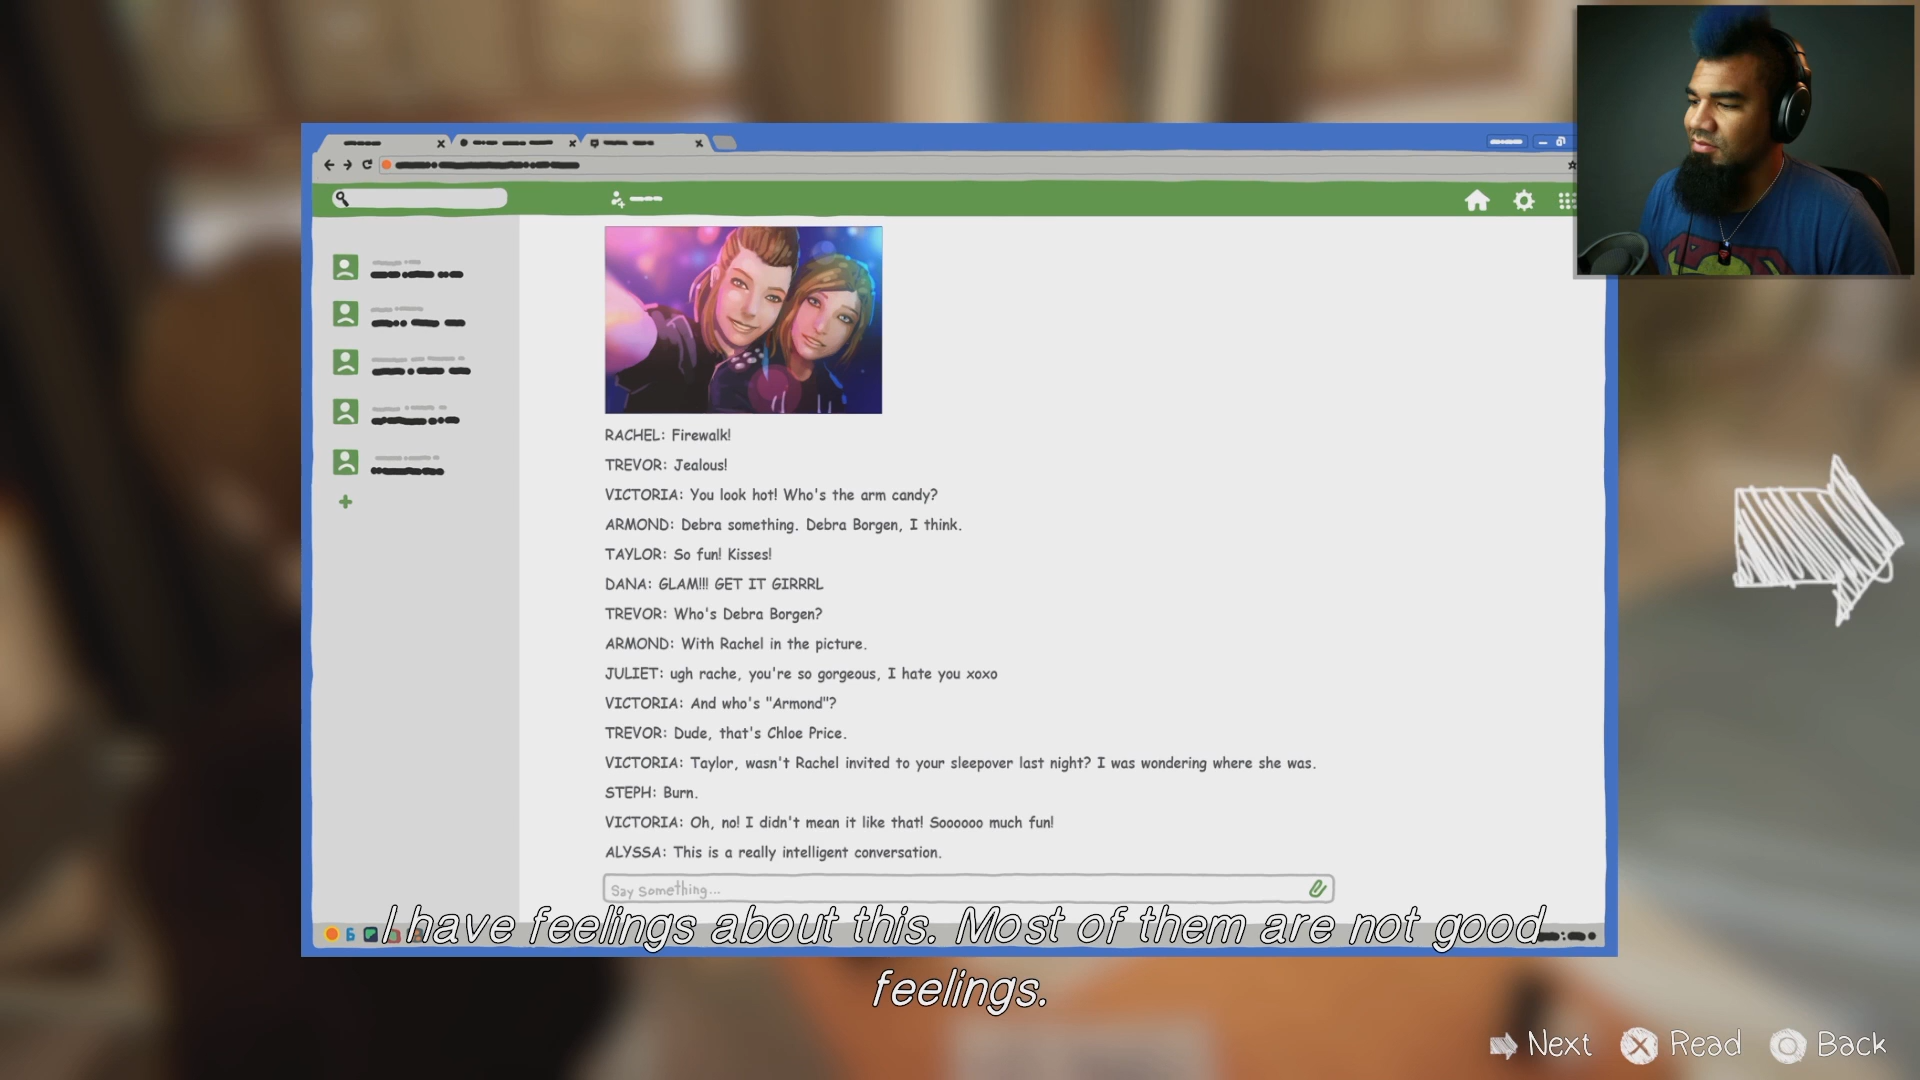 RACHEL: Firewalk!
TREVOR: Jealous!
VICTORIA: You look hot! Who's the arm candy?
ARMOND: Debra something. Debra Borgen, I think.
TAYLOR: So fun! Kisses!
DANA: GLAM!!! GET IT GIRRRL
TREVOR: Who's Debra Borgen?
ARMOND: With Rachel in the picture.
JULIET: ugh rache, you're so gorgeous, I hate you xoxo
VICTORIA: And who's "Armond"?
TREVOR: Dude, that's Chloe Price.
VICTORIA: Taylor, wasn't Rachel invited to your sleepover last night? I was wondering where she was.
STEPH: Burn.
VICTORIA: Oh, no! I didn't mean it like that! Soooooo much fun!
ALYSSA: This is a really intelligent conversation.
Say something...
I have feelings about this. Most of them are not good
feelings.
Next Read Back